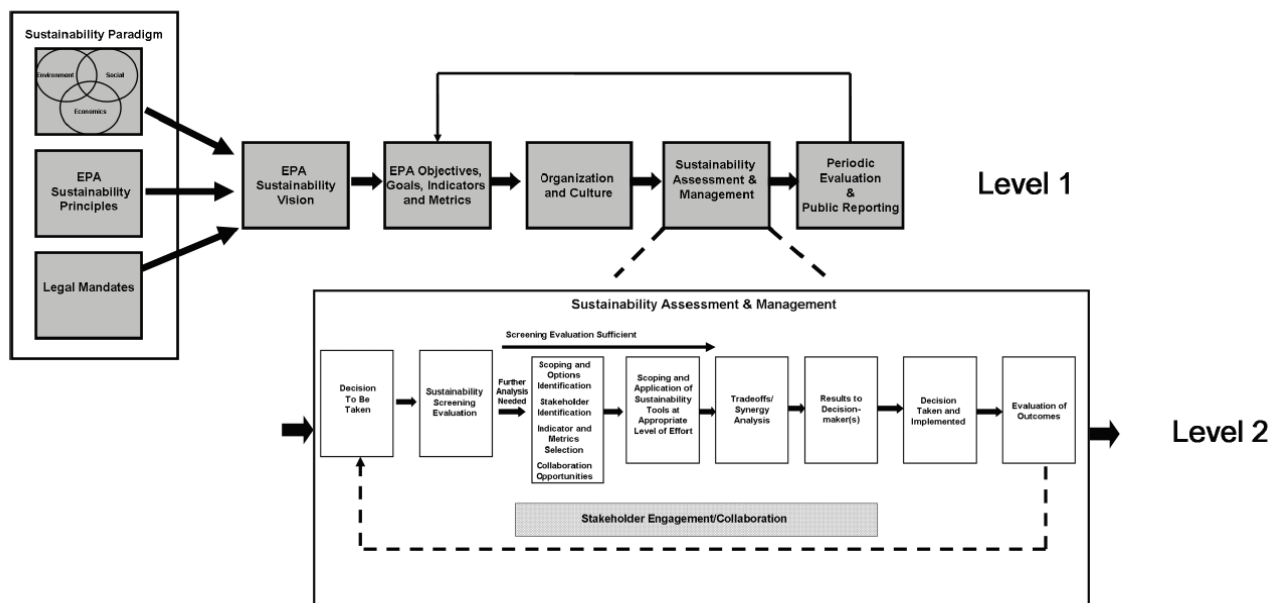 Sustainability Paradigm
Environment
Social
Economics
EPA
Sustainability
Principles
Legal Mandates
EPA
Sustainability
Vision
EPA Objectives,
Goals, Indicators
and Metrics
Organization
and Culture
Sustainability
Assessment &
Management
Periodic
Evaluation
&
Public Reporting
Level 1
Sustainability Assessment & Management
Screening Evaluation Sufficient
Decision
To Be
Taken
Sustainability
Screening
Evaluation
Further
Analysis
Needed
Scoping and
Options
Identification
Stakeholder
Identification
Indicator and
Metrics
Selection
Collaboration
Opportunities
Scoping and
Application of
Sustainability
Tools at
Appropriate
Level of Effort
Tradeoffs/
Synergy
Analysis
Results to
Decision-
maker(s)
Decision
Taken and
Implemented
Evaluation of
Outcomes
Level 2
Stakeholder Engagement/Collaboration